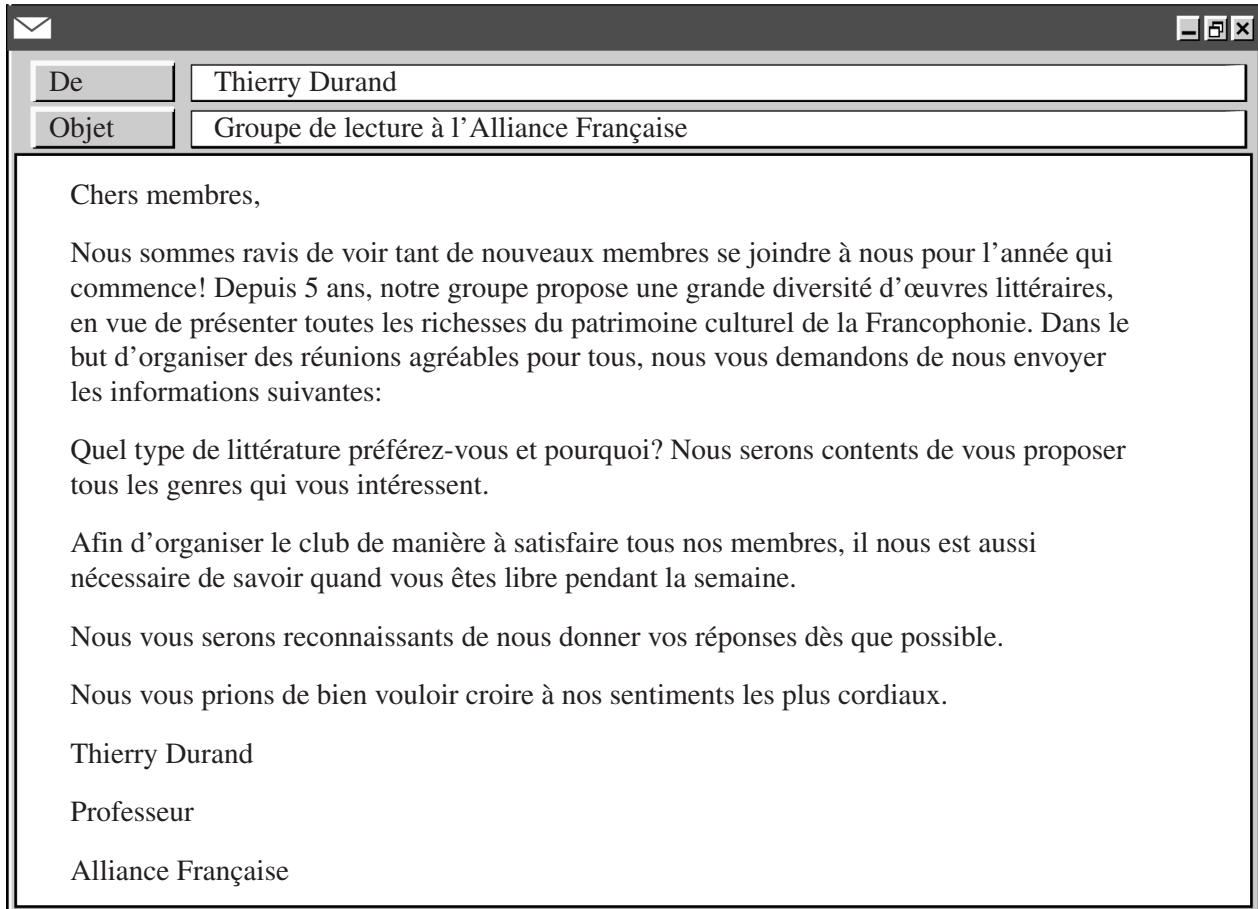 De Thierry Durand
Objet Groupe de lecture à l’Alliance Française
Chers membres,
Nous sommes ravis de voir tant de nouveaux membres se joindre à nous pour l’année qui
commence! Depuis 5 ans, notre groupe propose une grande diversité d’œuvres littéraires,
en vue de présenter toutes les richesses du patrimoine culturel de la Francophonie. Dans le
but d’organiser des réunions agréables pour tous, nous vous demandons de nous envoyer
les informations suivantes:
Quel type de littérature préférez-vous et pourquoi? Nous serons contents de vous proposer
tous les genres qui vous intéressent.
Afin d’organiser le club de manière à satisfaire tous nos membres, il nous est aussi
nécessaire de savoir quand vous êtes libre pendant la semaine.
Nous vous serons reconnaissants de nous donner vos réponses dès que possible.
Nous vous prions de bien vouloir croire à nos sentiments les plus cordiaux.
Thierry Durand
Professeur
Alliance Française